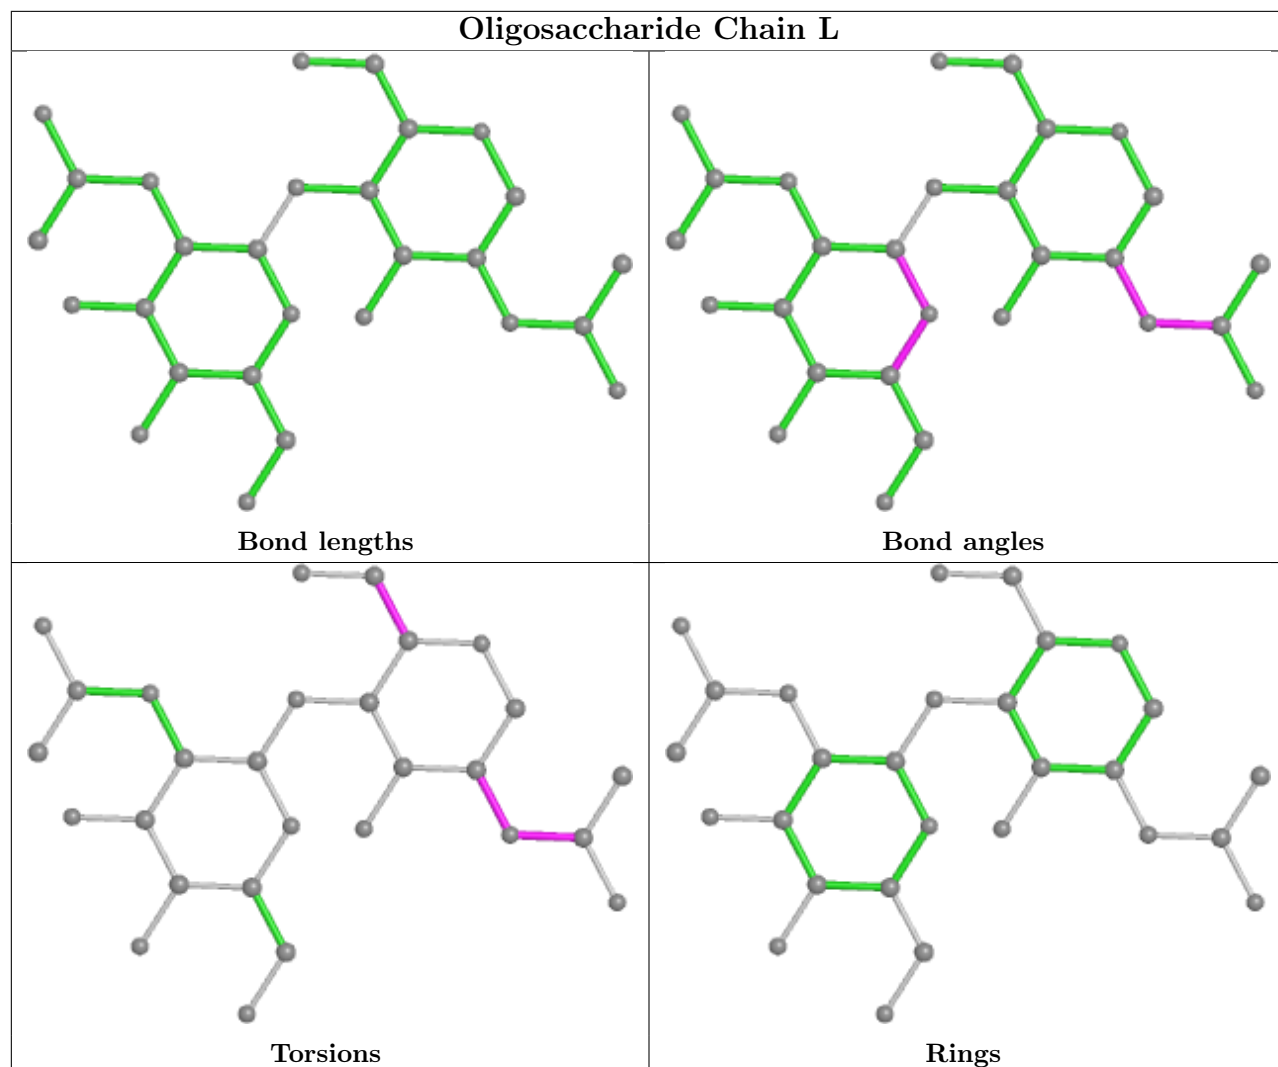 Oligosaccharide Chain L
Bond lengths
Bond angles
Torsions
Rings